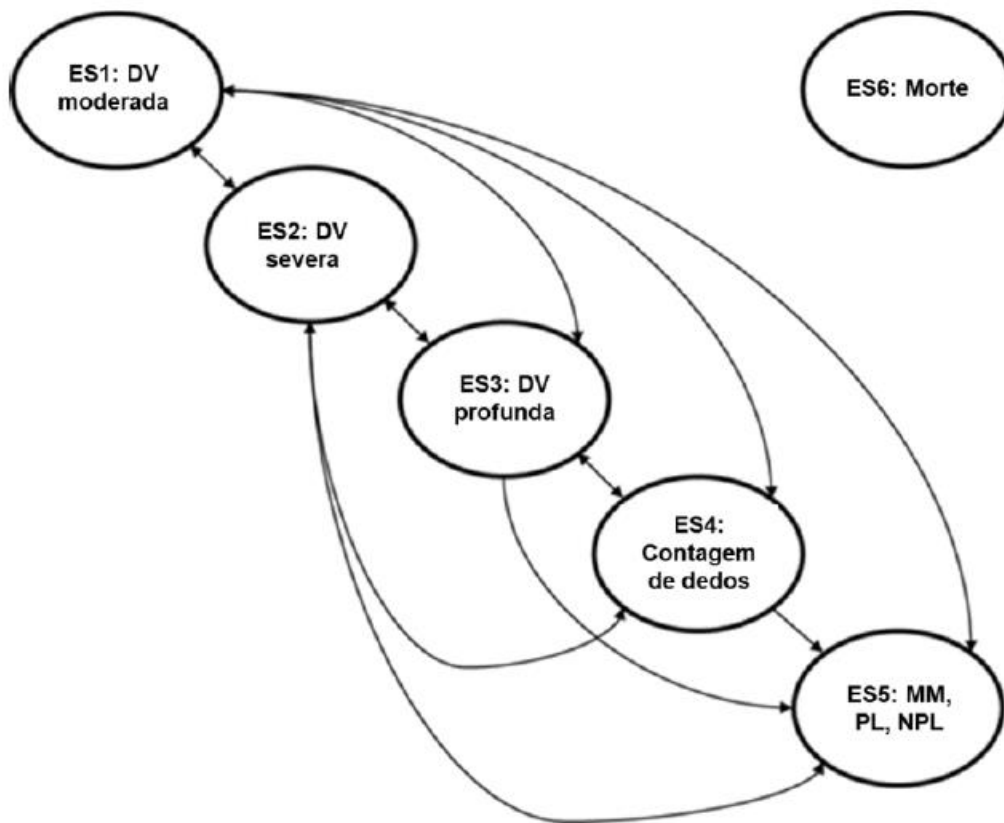 ES1: DV
moderada
ES6: Morte
ES2: DV
severa
ES3: DV
profunda
ES4:
Contagem
de dedos
ES5: MM,
PL, NPL